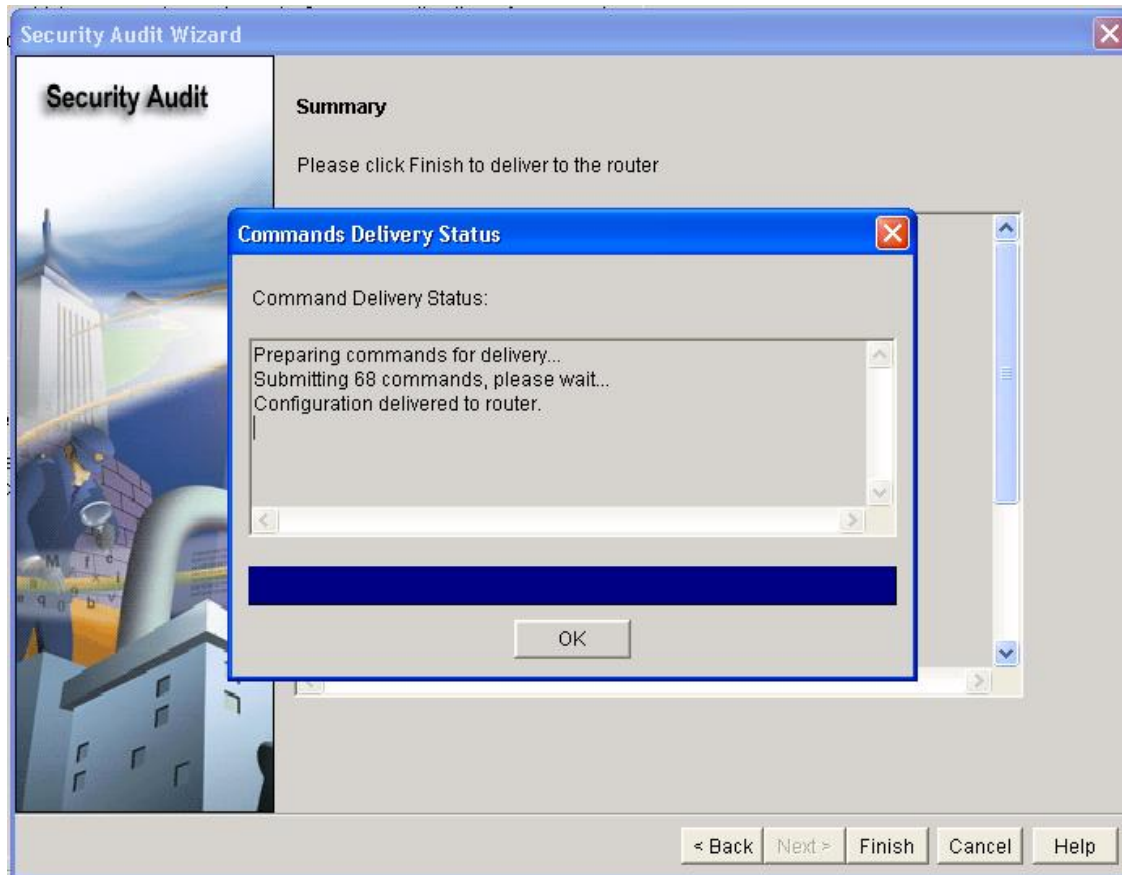 Security Audit Wizard
Security Audit
Summary
Please click Finish to deliver to the router
Commands Delivery Status
Command Delivery Status:
Preparing commands for delivery...
Submitting 68 commands, please wait...
Configuration delivered to router.
OK
< Back
Next >
Finish
Cancel
Help